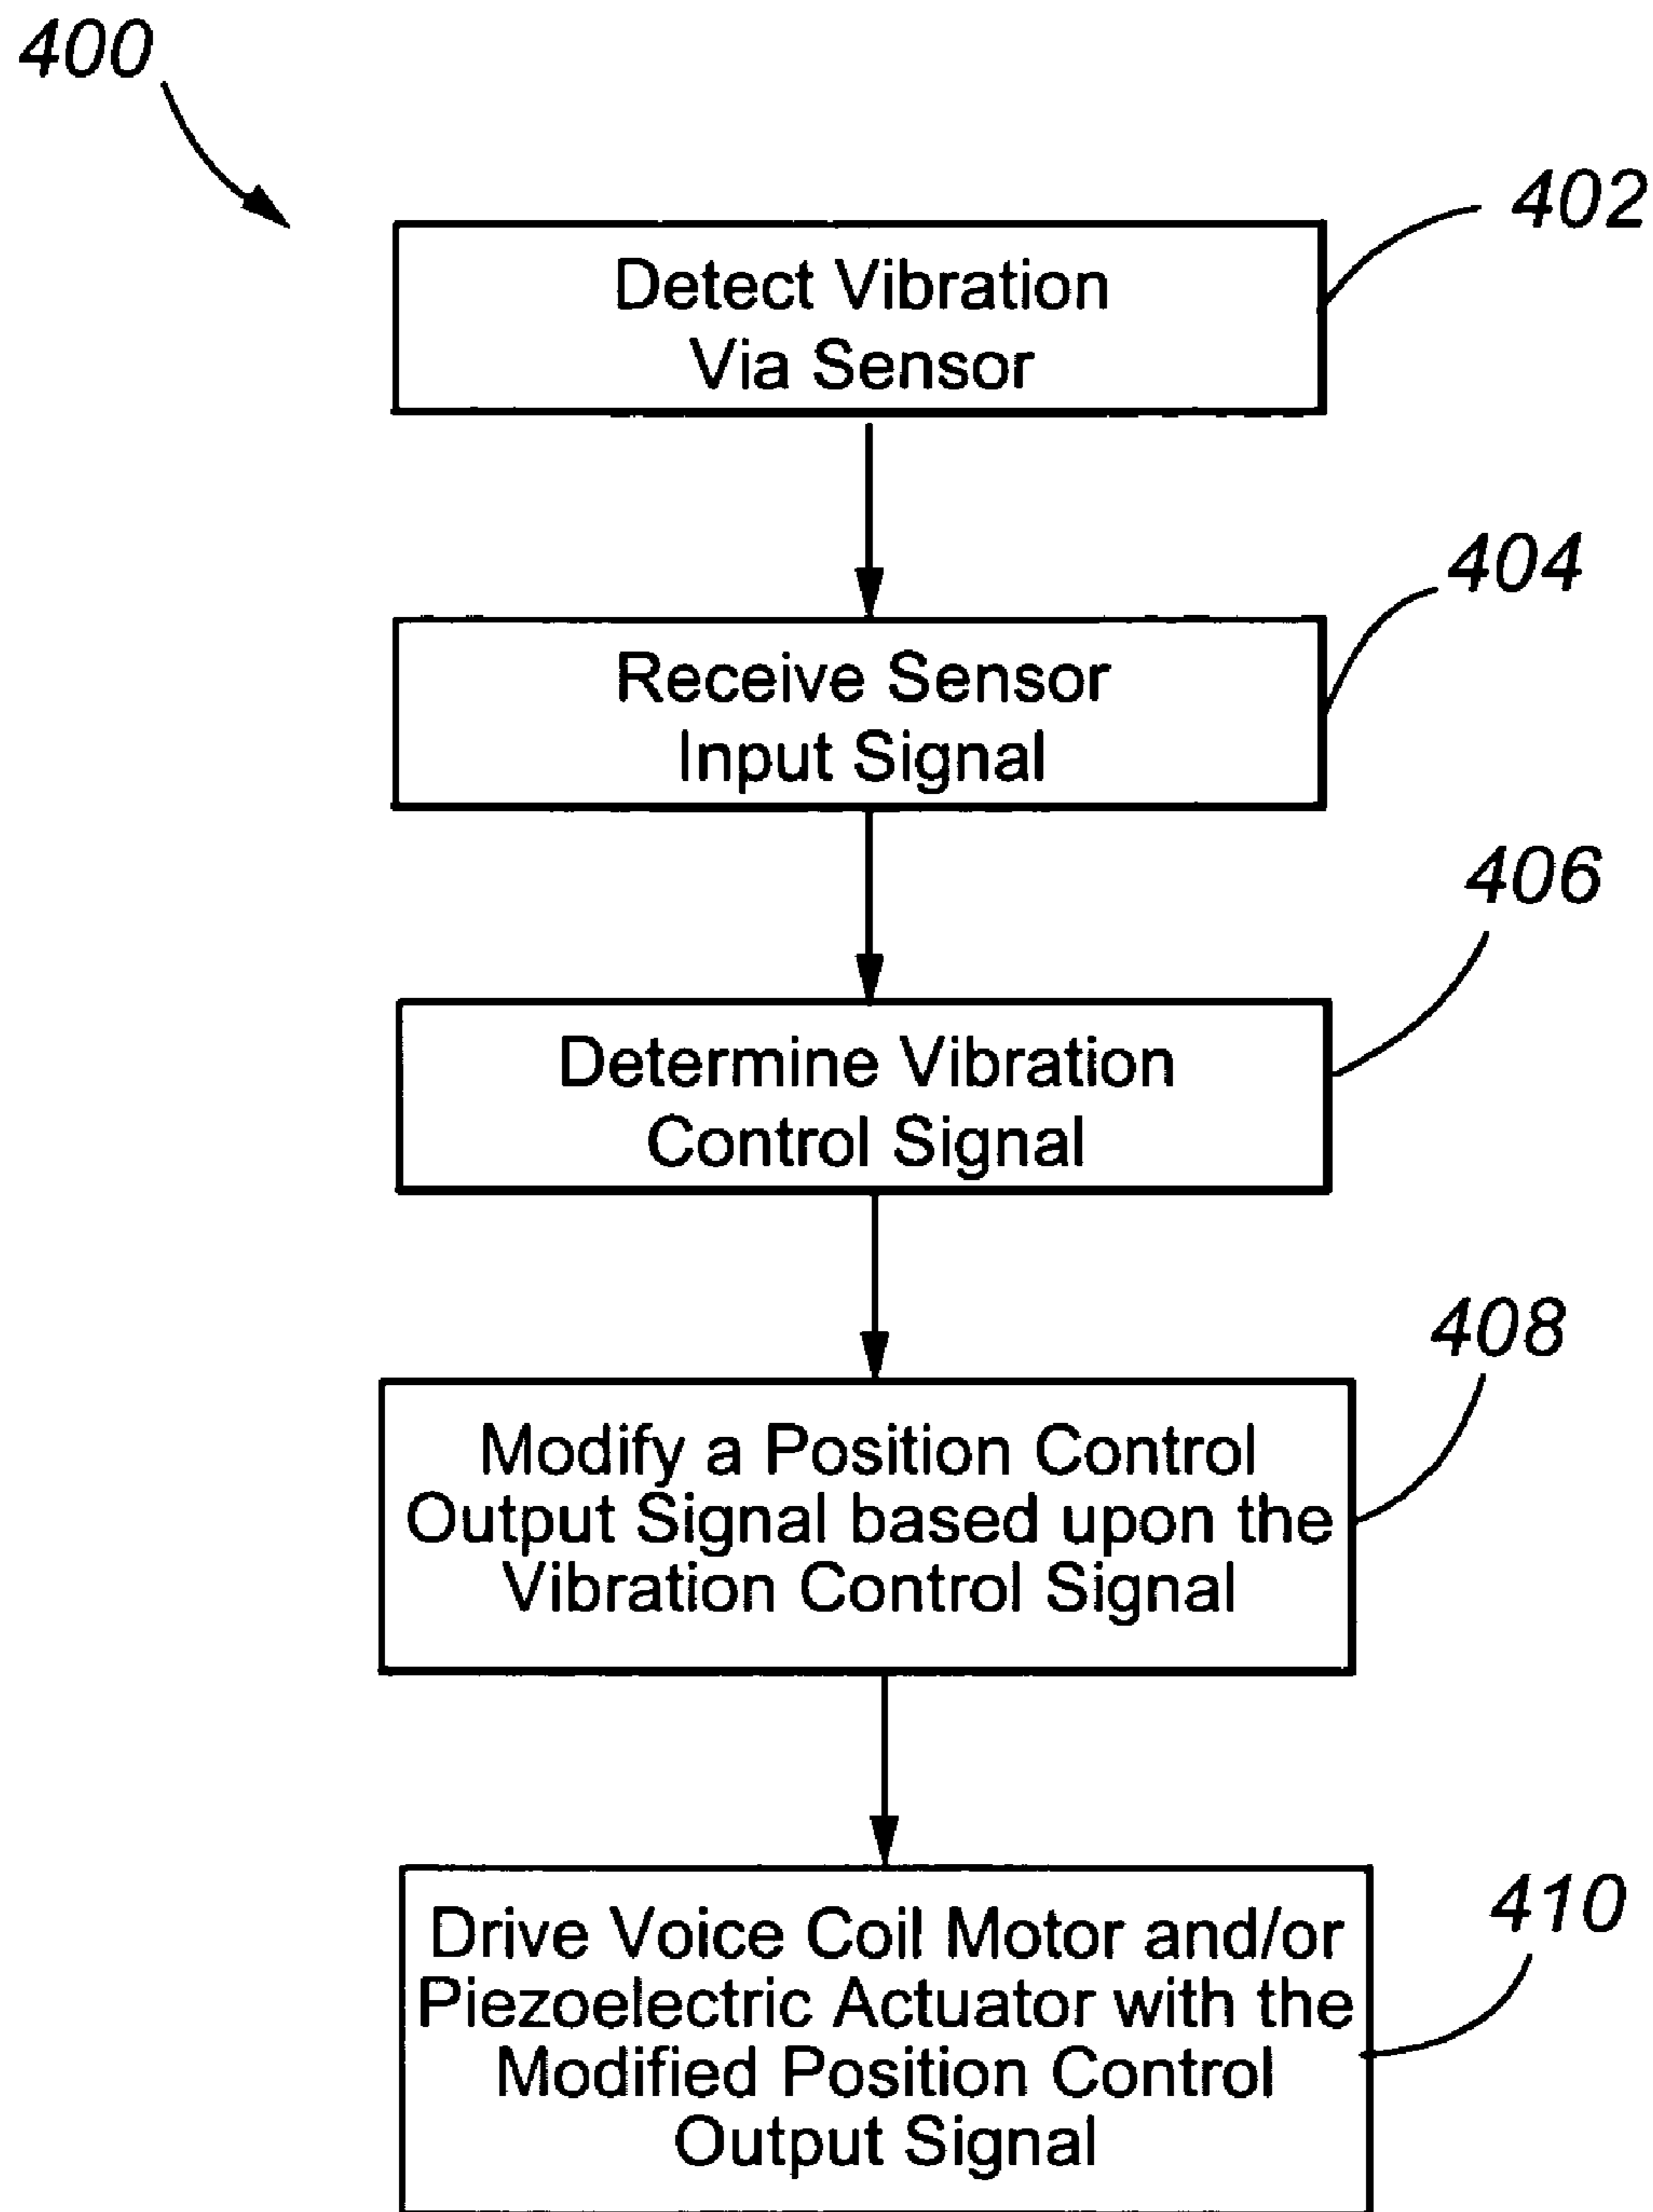 400
402
Detect Vibration
Via Sensor
404
Receive Sensor
Input Signal
406
Determine Vibration
Control Signal
408
Modify a Position Control
Output Signal based upon the
Vibration Control Signal
410
Drive Voice Coil Motor and/or
Piezoelectric Actuator with the
Modified Position Control
Output Signal